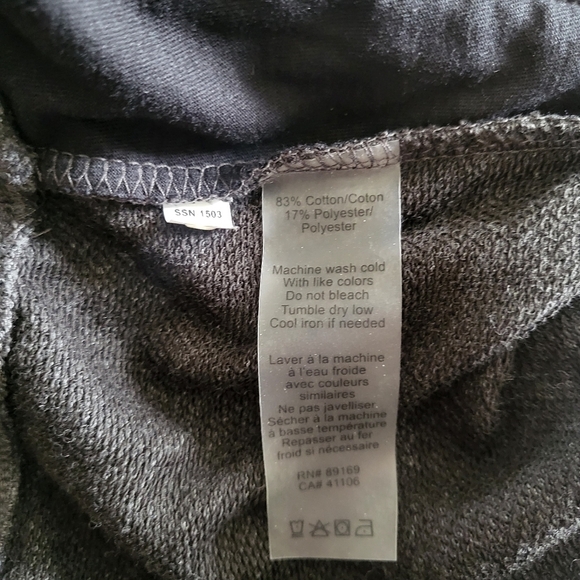 SSN 1503
83% Cotton/Coton
17% Polyester/
Polyester
Machine wash cold
With like colors
Do not bleach
Tumble dry low
Cool iron if needed
Laver à la machine
à l'eau froide
avec couleurs
similaires
Ne pas javelliser
Sécher à la machine
à basse température
Repasser au fer
froid si nécessaire
RN# 89169
CA# 41106